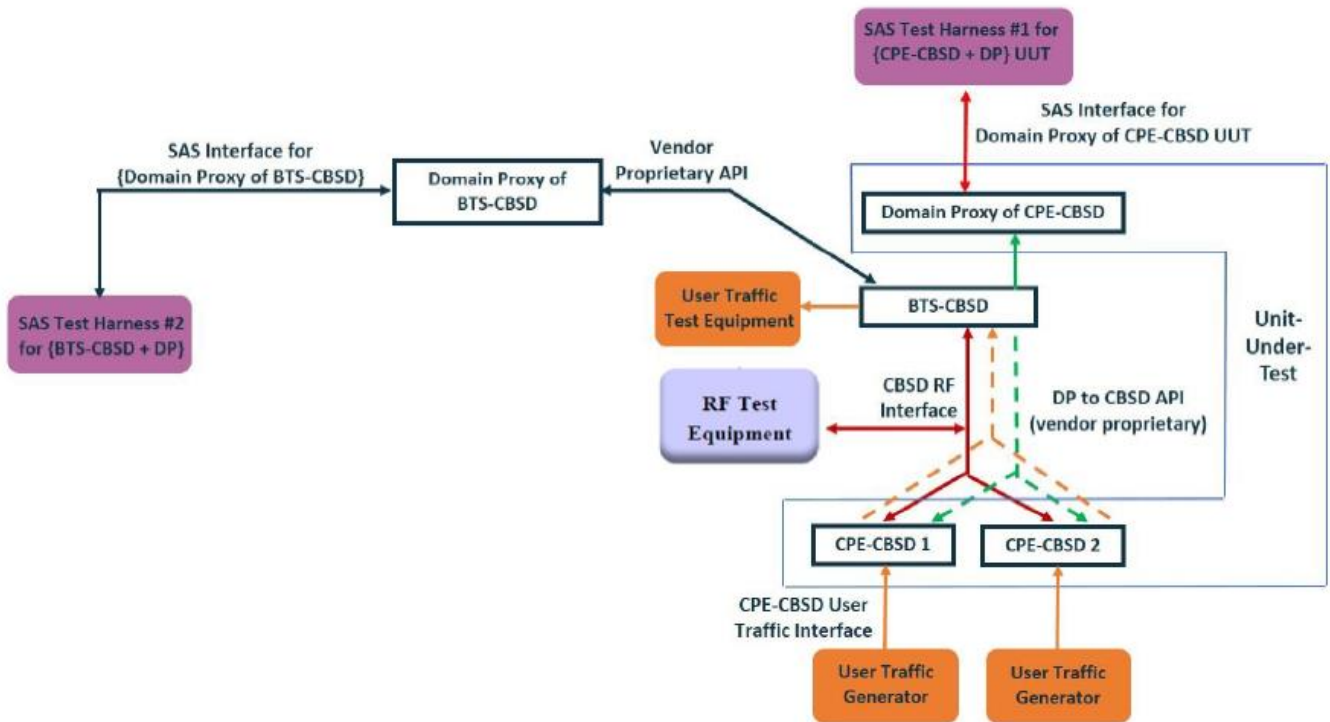 SAS Test Harness #1 for
{CPE-CBSD + DP} UUT
SAS Interface for
Domain Proxy of CPE-CBSD UUT
SAS Interface for
{Domain Proxy of BTS-CBSD}
Vendor
Proprietary API
Domain Proxy of
BTS-CBSD
Domain Proxy of CPE-CBSD
SAS Test Harness #2
for {BTS-CBSD + DP}
User Traffic
Test Equipment
BTS-CBSD
Unit-
Under-
Test
RF Test
Equipment
CBSD RF
Interface
DP to CBSD API
(vendor proprietary)
CPE-CBSD 1
CPE-CBSD 2
CPE-CBSD User
Traffic Interface
User Traffic
Generator
User Traffic
Generator